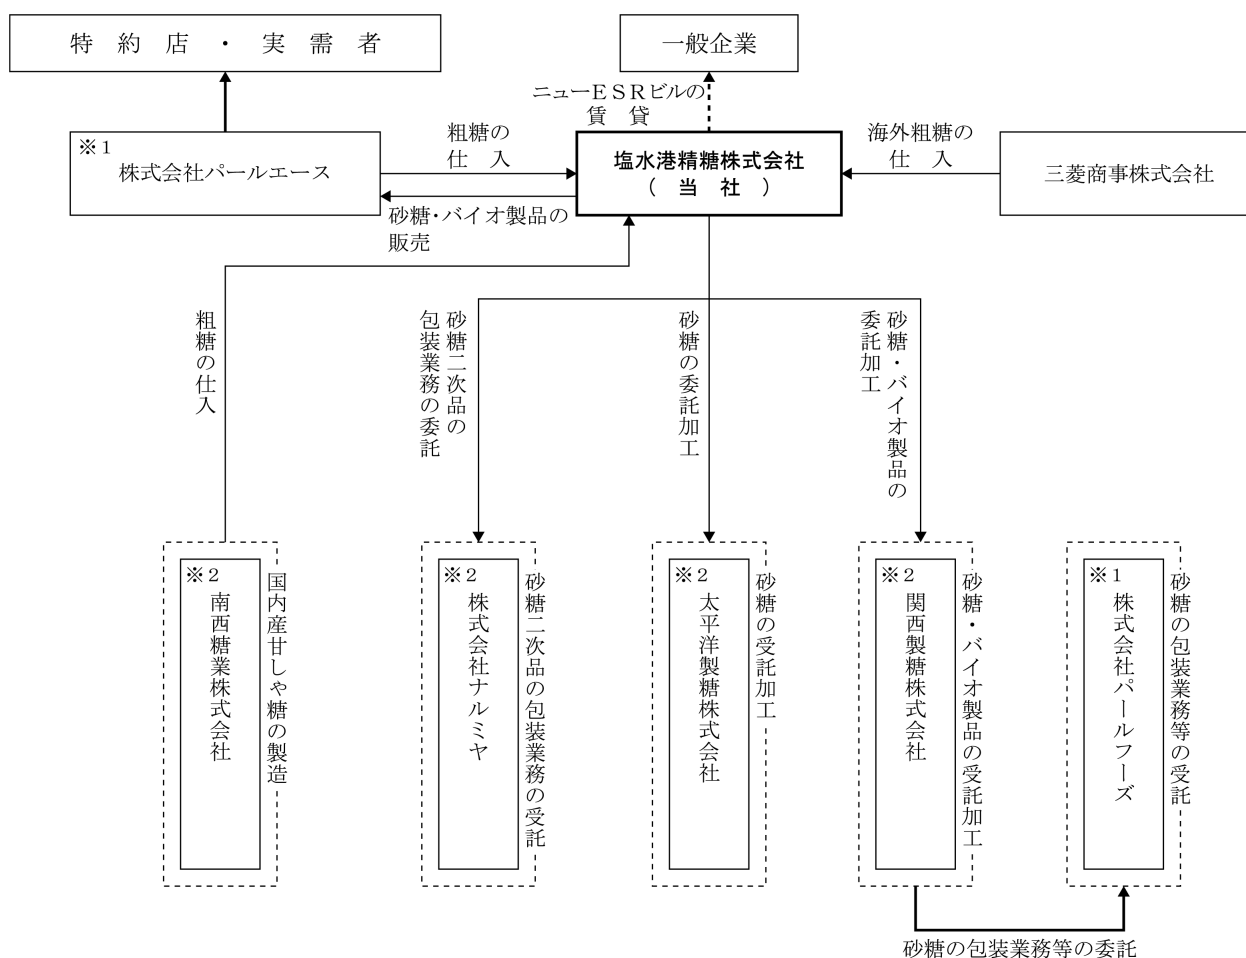 特約店・実需者
一般企業
ニューＥＳＲビルの
賃貸
※１
株式会社パールエース
粗糖の
仕入
塩水港精糖株式会社
（当社）
海外粗糖の
仕入
三菱商事株式会社
砂糖・バイオ製品の
販売
粗糖の仕入
砂糖二次品の
包装業務の委託
砂糖の委託加工
砂糖・バイオ製品の
委託加工
※２
南西糖業株式会社
国内産甘しゃ糖の製造
※２
株式会社ナルミヤ
砂糖二次品の包装業務の受託
※２
太平洋製糖株式会社
砂糖の受託加工
※２
関西製糖株式会社
砂糖・バイオ製品の受託加工
※１
株式会社パールフーズ
砂糖の包装業務等の受託
砂糖の包装業務等の委託